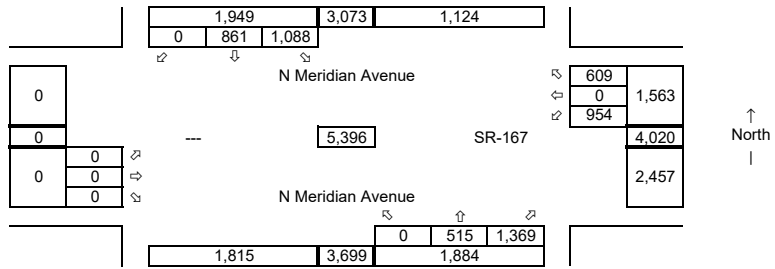 1,949 3,073 1,124
0 861 1,088
⬃ ⇩ ⬂
N Meridian Avenue
⬁ 609
0 ⇦ 0 1,563
⬃ 954
0 --- 5,396 SR-167 4,020
↑
North
|
0 ⬀
0 0 ⇨ 2,457
0 ⬂
N Meridian Avenue
⬁ ⇧ ⬀
0 515 1,369
1,815 3,699 1,884